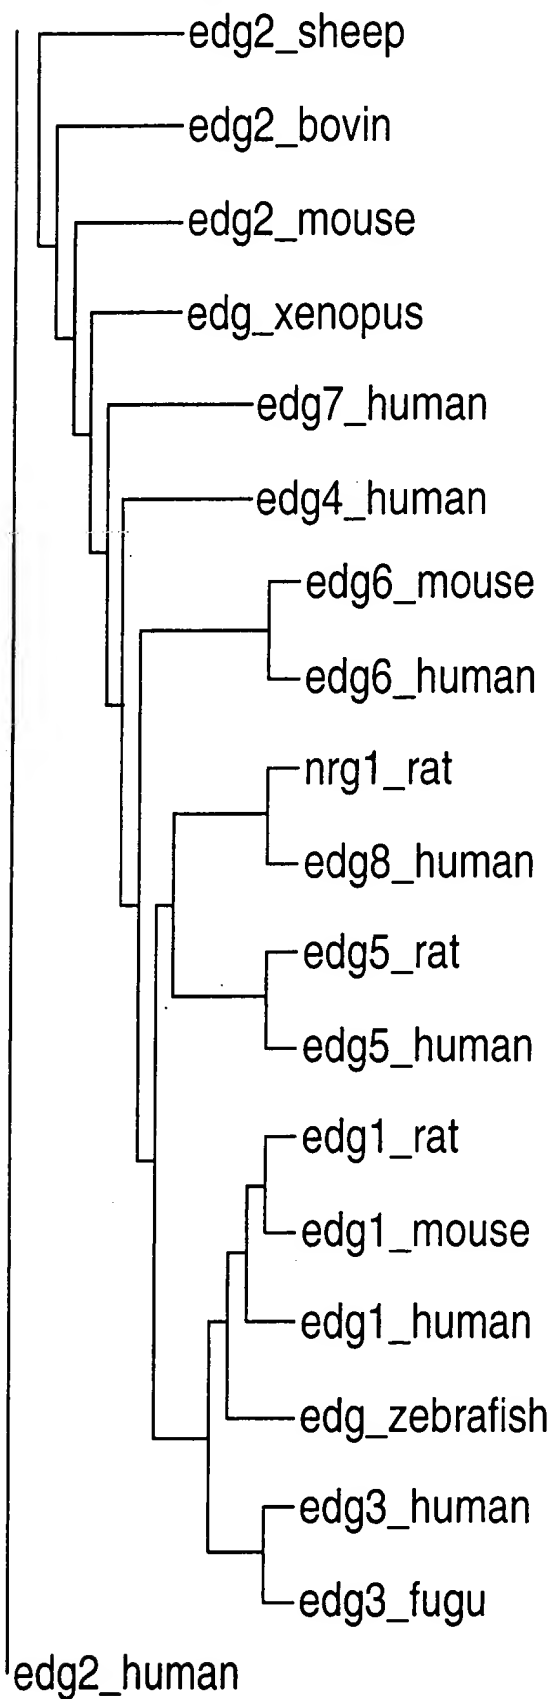 edg2_sheep
edg2_bovin
edg2_mouse
edg_xenopus
edg7_human
edg4_human
edg6_mouse
edg6_human
nrg1_rat
edg8_human
edg5_rat
edg5_human
edg1_rat
edg1_mouse
edg1_human
edg_zebrafish
edg3_human
edg3_fugu
edg2_human